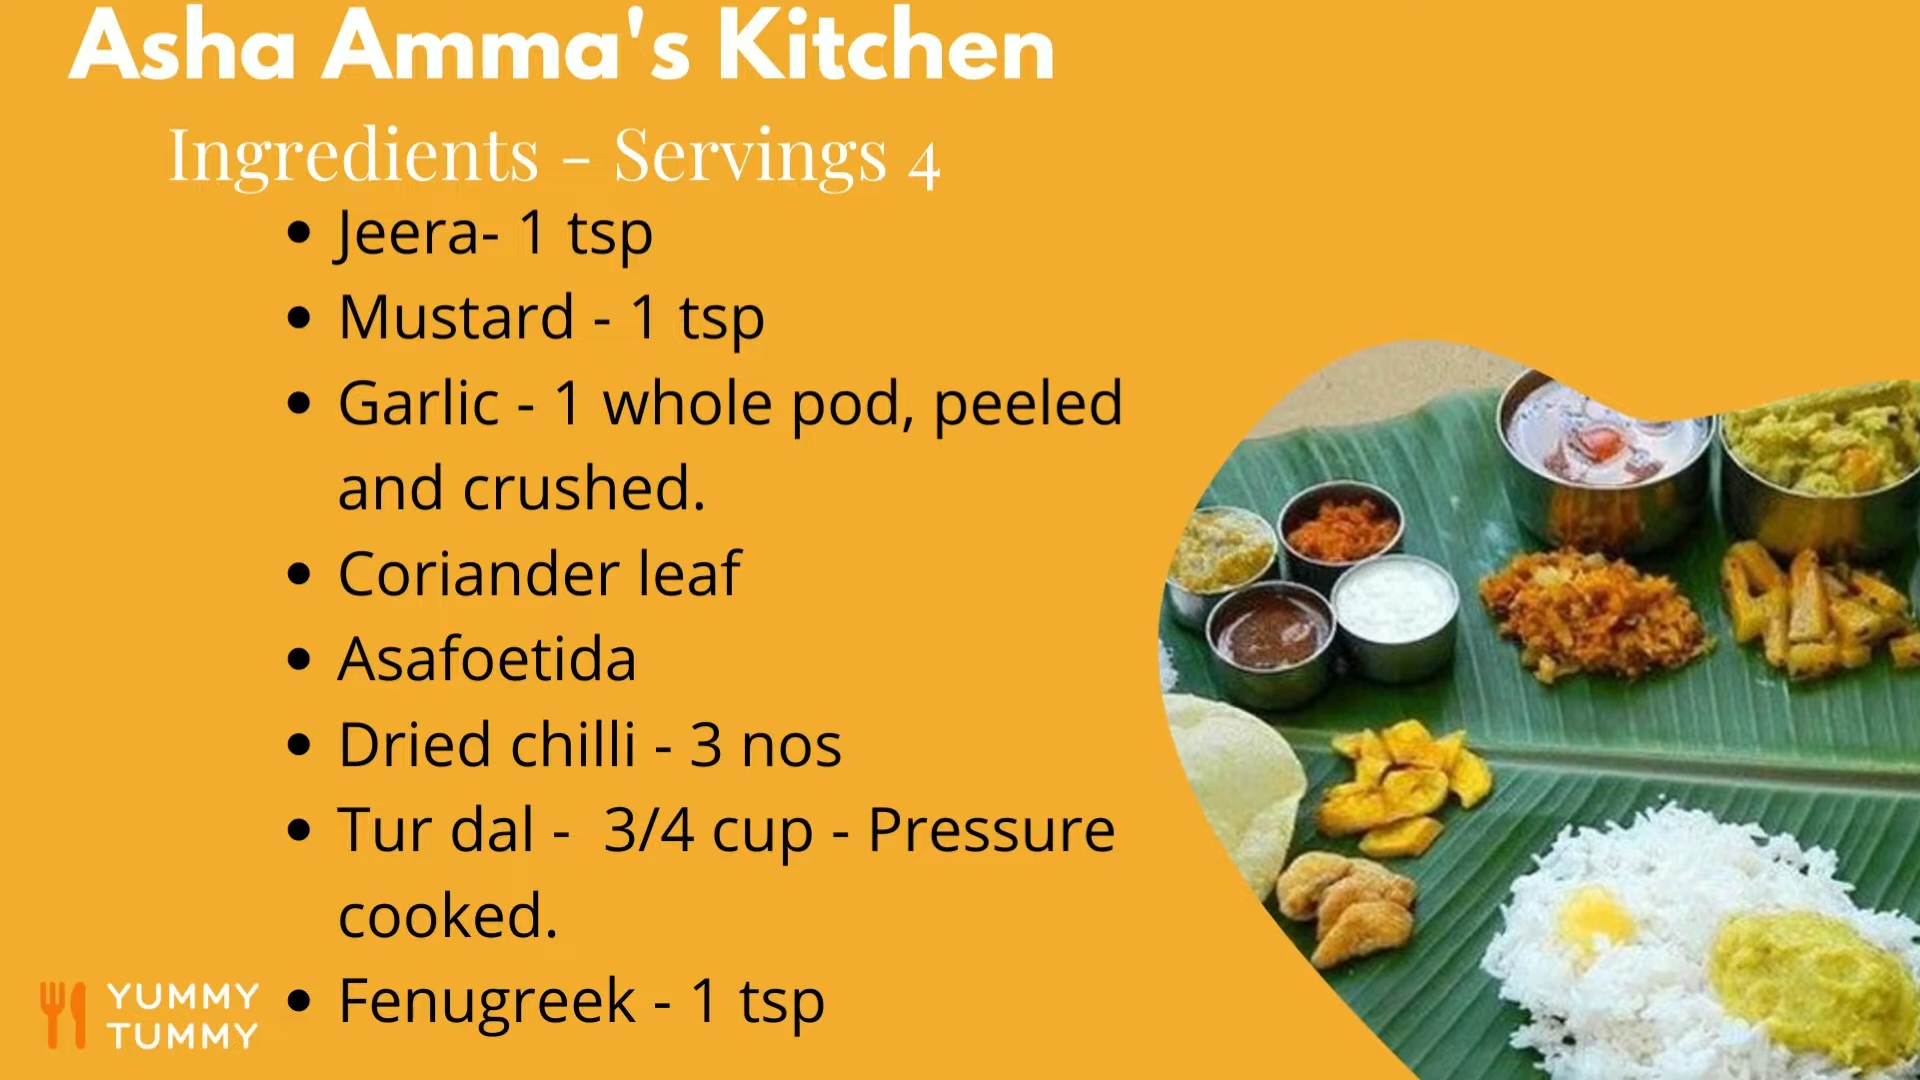 Asha Amma's Kitchen
Ingredients - Servings 4
• Jeera- 1 tsp
• Mustard - 1 tsp
• Garlic - 1 whole pod, peeled
and crushed.
• Coriander leaf
• Asafoetida
• Dried chilli - 3 nos
• Tur dal -  3/4 cup - Pressure
cooked.
• Fenugreek - 1 tsp
YUMMY
TUMMY